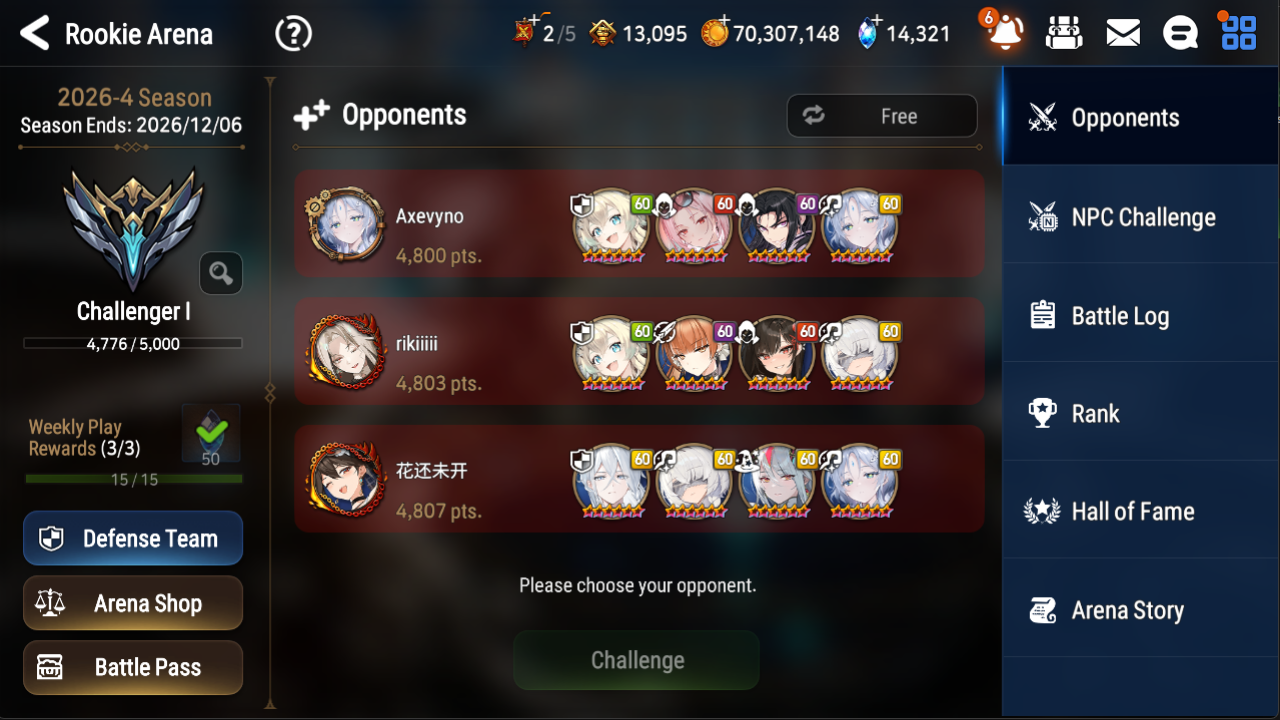 Rookie Arena
?
2/5
13,095
70,307,148
14,321
6
2026-4 Season
Season Ends: 2026/12/06
Challenger I
4,776 / 5,000
Weekly Play
Rewards (3/3)
50
15 / 15
Defense Team
Arena Shop
Battle Pass
Opponents
Free
Axevyno
4,800 pts.
60
60
60
60
rikiiiii
4,803 pts.
60
60
60
60
花还未开
4,807 pts.
60
60
60
60
Please choose your opponent.
Challenge
Opponents
N
NPC Challenge
Battle Log
Rank
Hall of Fame
Arena Story